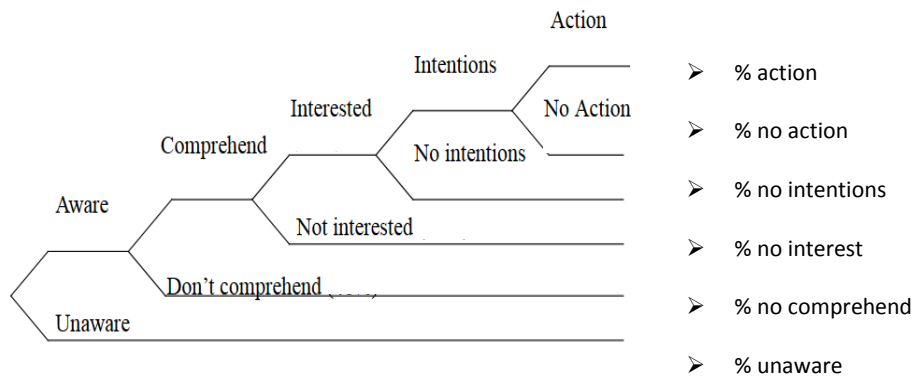 Action
Intentions
➢ % action
Interested
No Action
➢ % no action
Comprehend
No intentions
➢ % no intentions
Aware
Not interested
➢ % no interest
Don't comprehend
➢ % no comprehend
Unaware
➢ % unaware